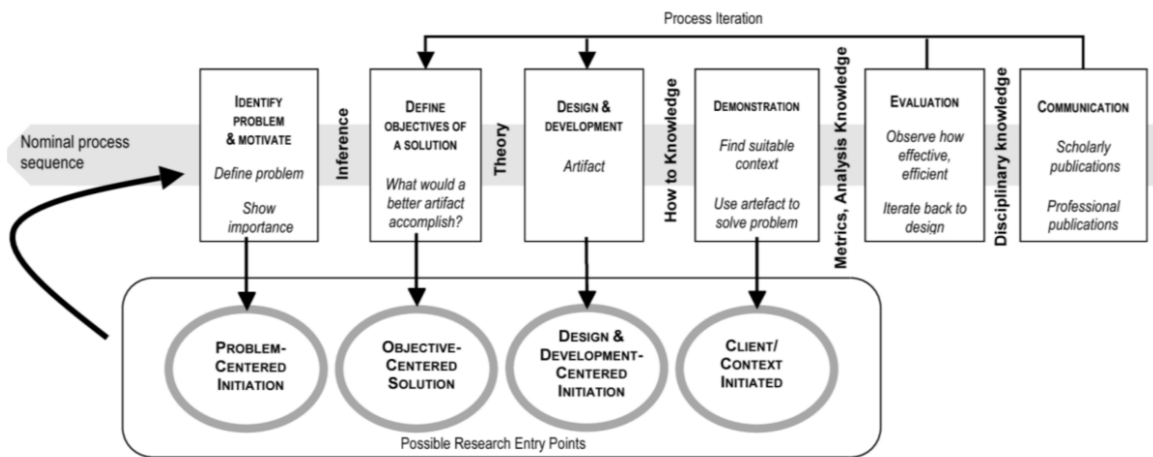 Process Iteration
Nominal process
sequence
IDENTIFY
PROBLEM
& MOTIVATE
Define problem
Show
importance
Inference
DEFINE
OBJECTIVES OF
A SOLUTION
What would a
better artifact
accomplish?
Theory
DESIGN &
DEVELOPMENT
Artifact
How to Knowledge
DEMONSTRATION
Find suitable
context
Use artefact to
solve problem
Metrics, Analysis Knowledge
EVALUATION
Observe how
effective,
efficient
Iterate back to
design
Disciplinary knowledge
COMMUNICATION
Scholarly
publications
Professional
publications
PROBLEM-
CENTERED
INITIATION
OBJECTIVE-
CENTERED
SOLUTION
DESIGN &
DEVELOPMENT-
CENTERED
INITIATION
CLIENT/
CONTEXT
INITIATED
Possible Research Entry Points